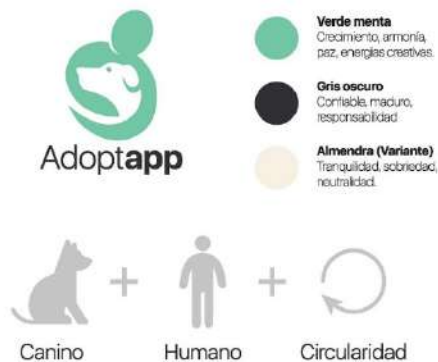 Verde menta
Crecimiento, armonía,
paz, energías creativas.
Gris oscuro
Confiable, maduro,
responsabilidad
Almendra (Variante)
Tranquilidad, sobriedad,
neutralidad.
Adoptapp
Canino
+
Humano
+
Circularidad